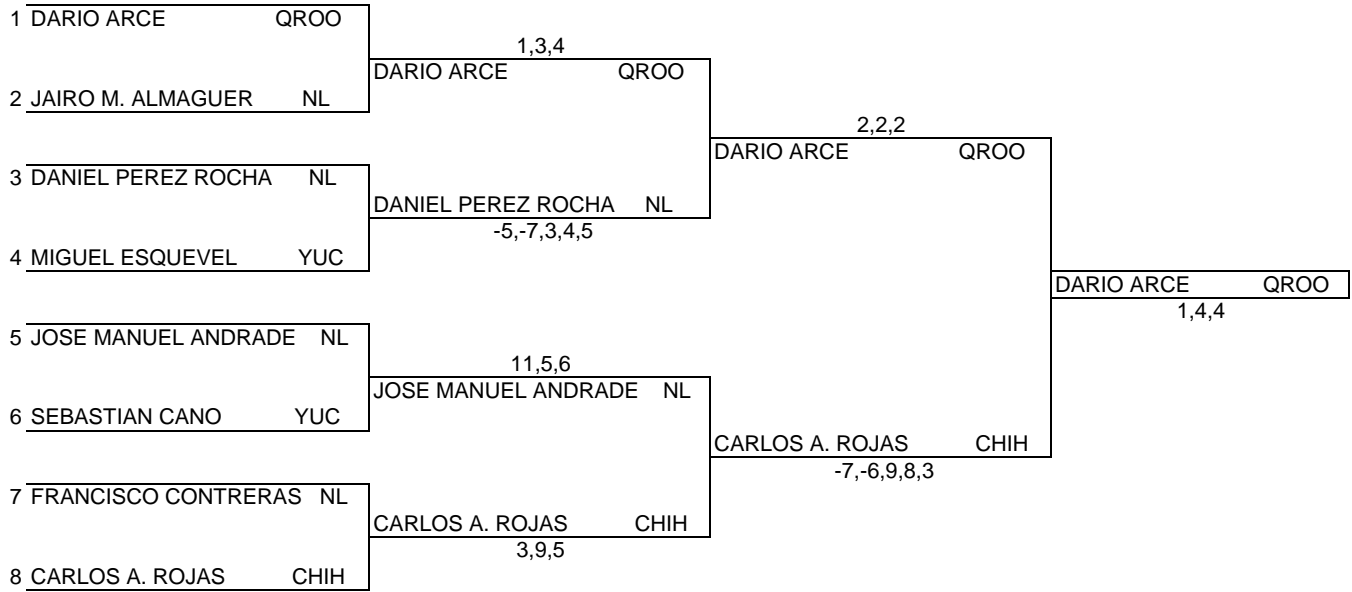 1 DARIO ARCE QROO
1,3,4
DARIO ARCE QROO
2 JAIRO M. ALMAGUER NL
2,2,2
DARIO ARCE QROO
3 DANIEL PEREZ ROCHA NL
DANIEL PEREZ ROCHA NL
-5,-7,3,4,5
4 MIGUEL ESQUEVEL YUC
DARIO ARCE QROO
1,4,4
5 JOSE MANUEL ANDRADE NL
11,5,6
JOSE MANUEL ANDRADE NL
6 SEBASTIAN CANO YUC
CARLOS A. ROJAS CHIH
-7,-6,9,8,3
7 FRANCISCO CONTRERAS NL
CARLOS A. ROJAS CHIH
3,9,5
8 CARLOS A. ROJAS CHIH